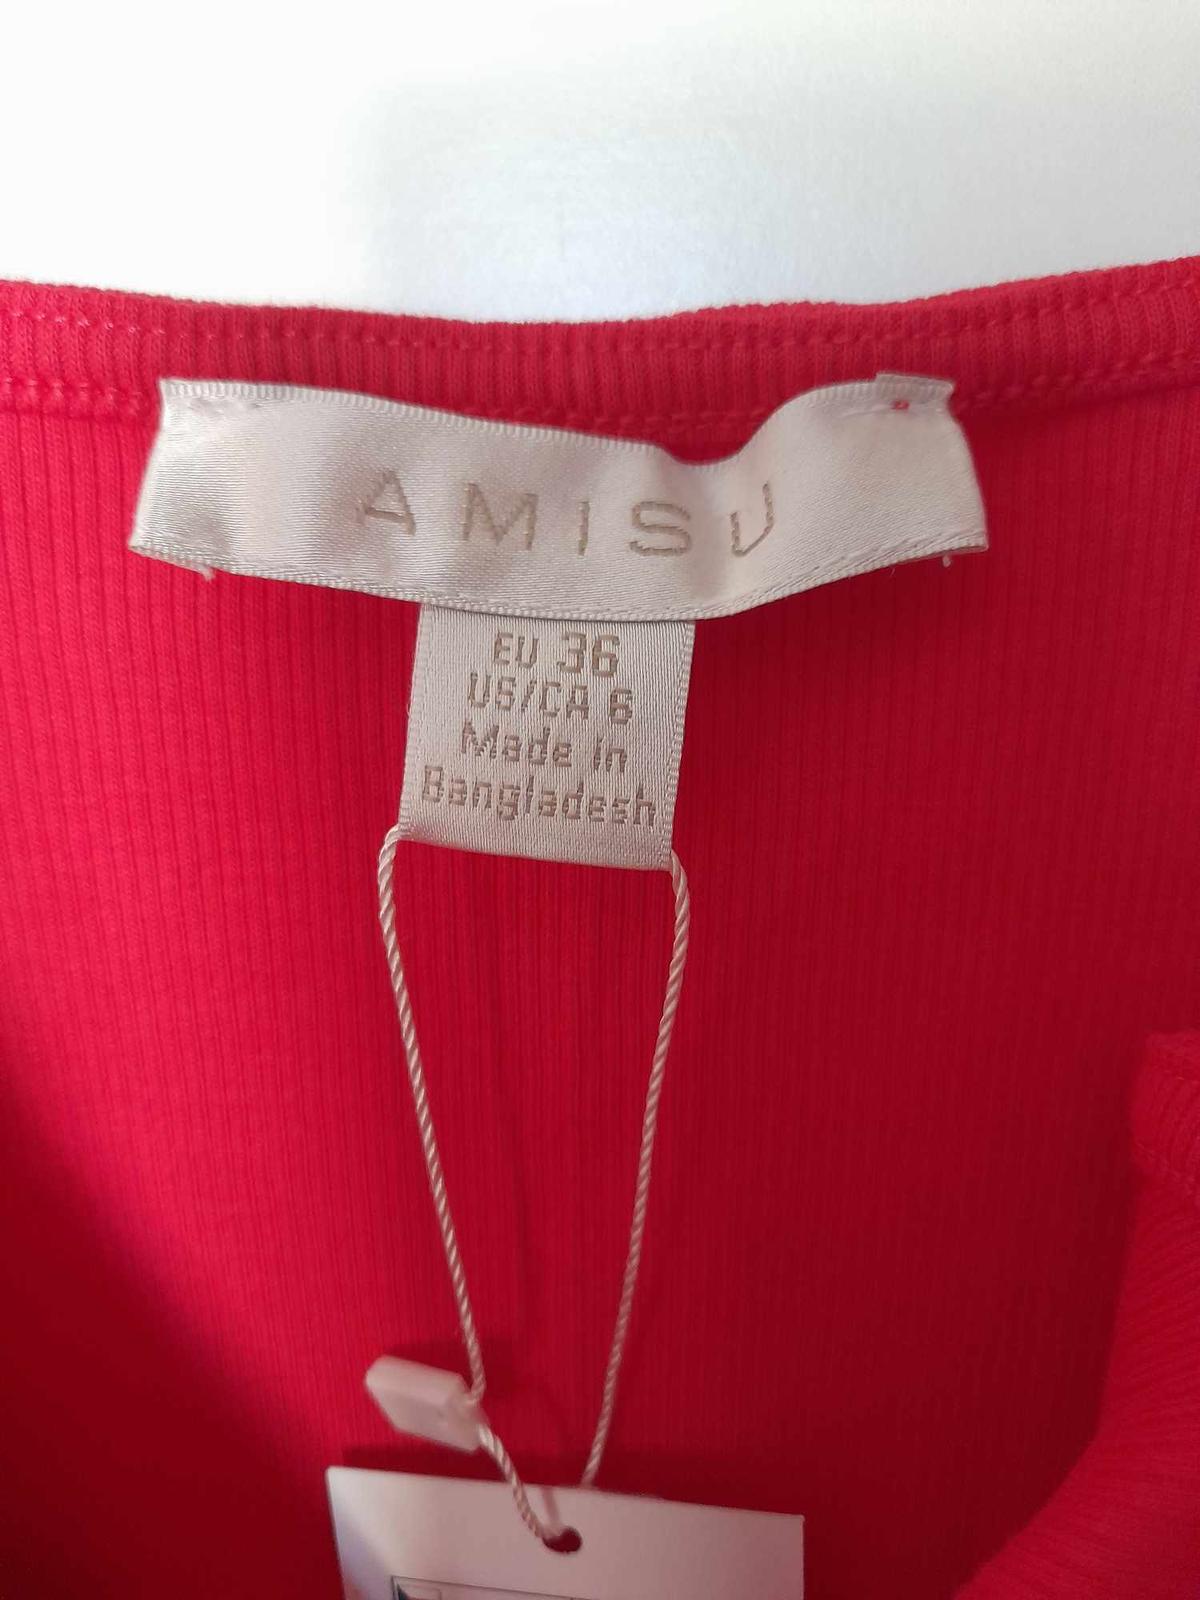 AMISU
EU 36
US/CA 6
Made in
Bangladesh